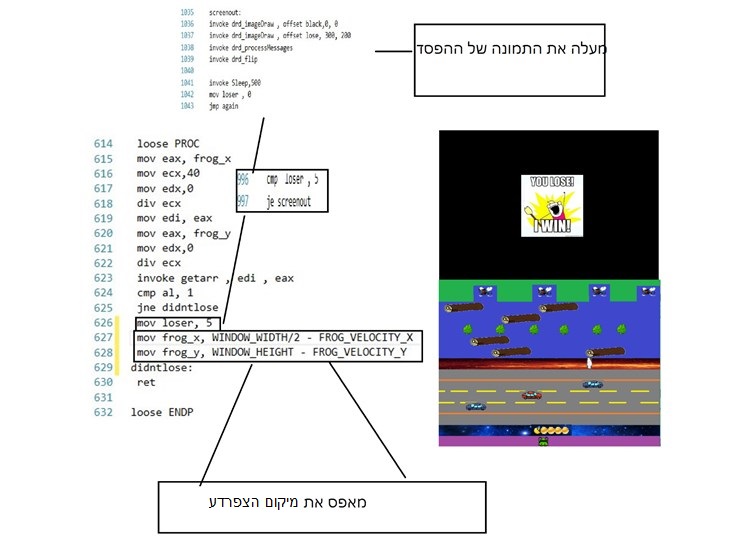 1035 screenout:
1036 invoke drd_imageDraw , offset black,0, 0
1037 invoke drd_imageDraw , offset lose, 300, 200
1038 invoke drd_processMessages
1039 invoke drd_flip
1040
1041 invoke Sleep,500
1042 mov loser , 0
1043 jmp again
מעלה את התמונה של ההפסד
614 loose PROC
615 mov eax, frog_x
616 mov ecx,40
617 mov edx,0
618 div ecx
619 mov edi, eax
620 mov eax, frog_y
621 mov edx,0
622 div ecx
623 invoke getarr , edi , eax
624 cmp al, 1
625 jne didntlose
626 mov loser, 5
627 mov frog_x, WINDOW_WIDTH/2 - FROG_VELOCITY_X
628 mov frog_y, WINDOW_HEIGHT - FROG_VELOCITY_Y
629 didntlose:
630 ret
631
632 loose ENDP
996 cmp loser , 5
997 je screenout
YOU LOSE!
I WIN!
מאפס את מיקום הצפרדע